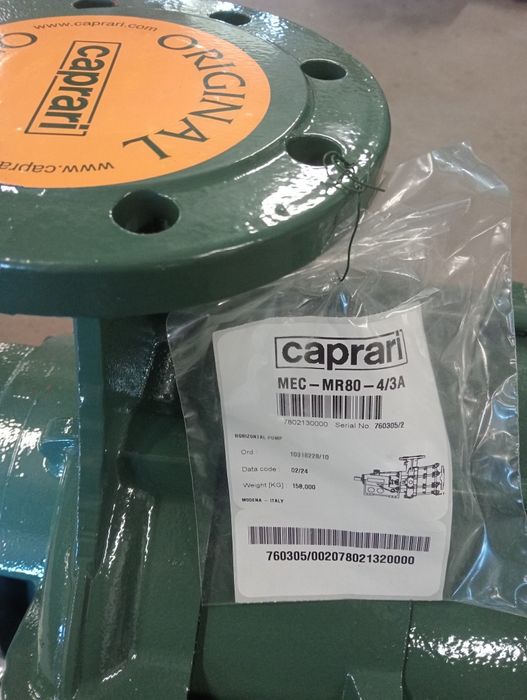 www.caprari.com
ORIGINAL
caprari
www.capra
caprari
MEC-MR80-4/3A
7802130000 Serial No. 760305/2
HORIZONTAL PUMP
Ord
Data code 02/24
Weight [KG] 158,000
MODENA - ITALY
760305/002078021320000